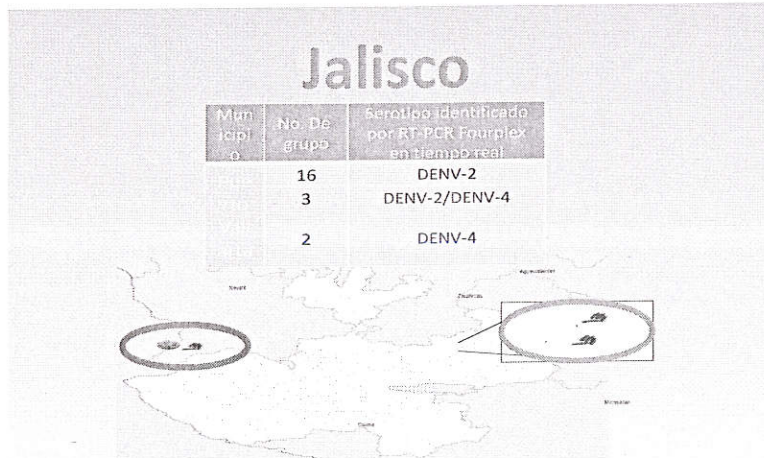 Jalisco
Mun
icipi
o
No. De
grupo
Serotipo identificado
por RT-PCR Fourplex
en tiempo real
16 DENV-2
3 DENV-2/DENV-4
2 DENV-4
Aguascalientes
Nayarit
Zacatecas
Michoacán
Colima